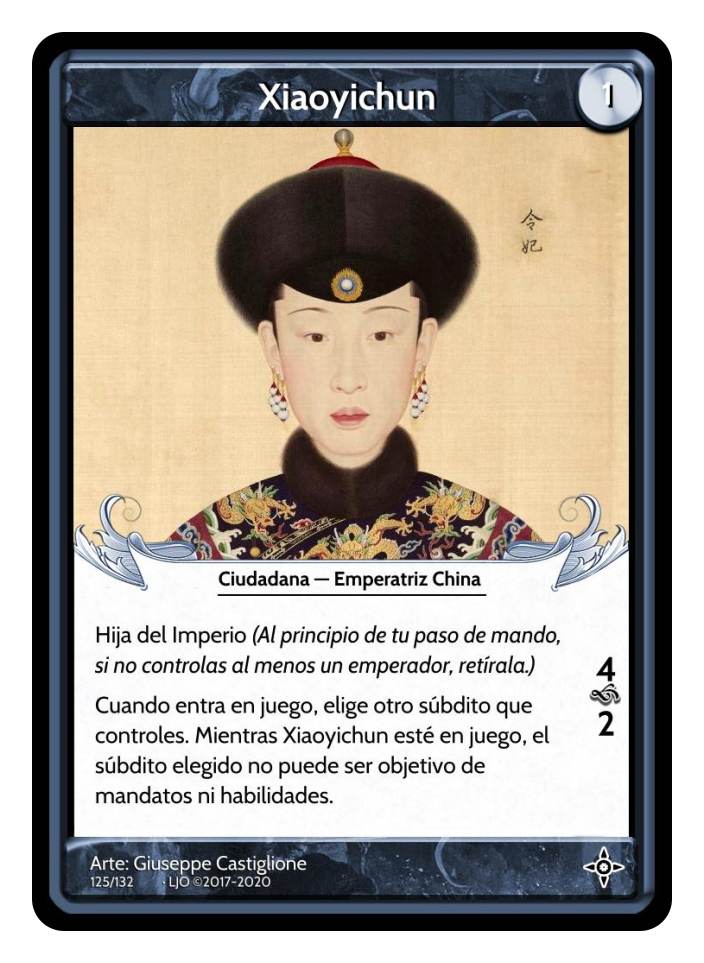 Xiaoyichun
1
令
妃
Ciudadana — Emperatriz China
Hija del Imperio (Al principio de tu paso de mando,
si no controlas al menos un emperador, retírala.)
Cuando entra en juego, elige otro súbdito que
controles. Mientras Xiaoyichun esté en juego, el
súbdito elegido no puede ser objetivo de
mandatos ni habilidades.
4
2
Arte: Giuseppe Castiglione
125/132 · LJO ©2017-2020